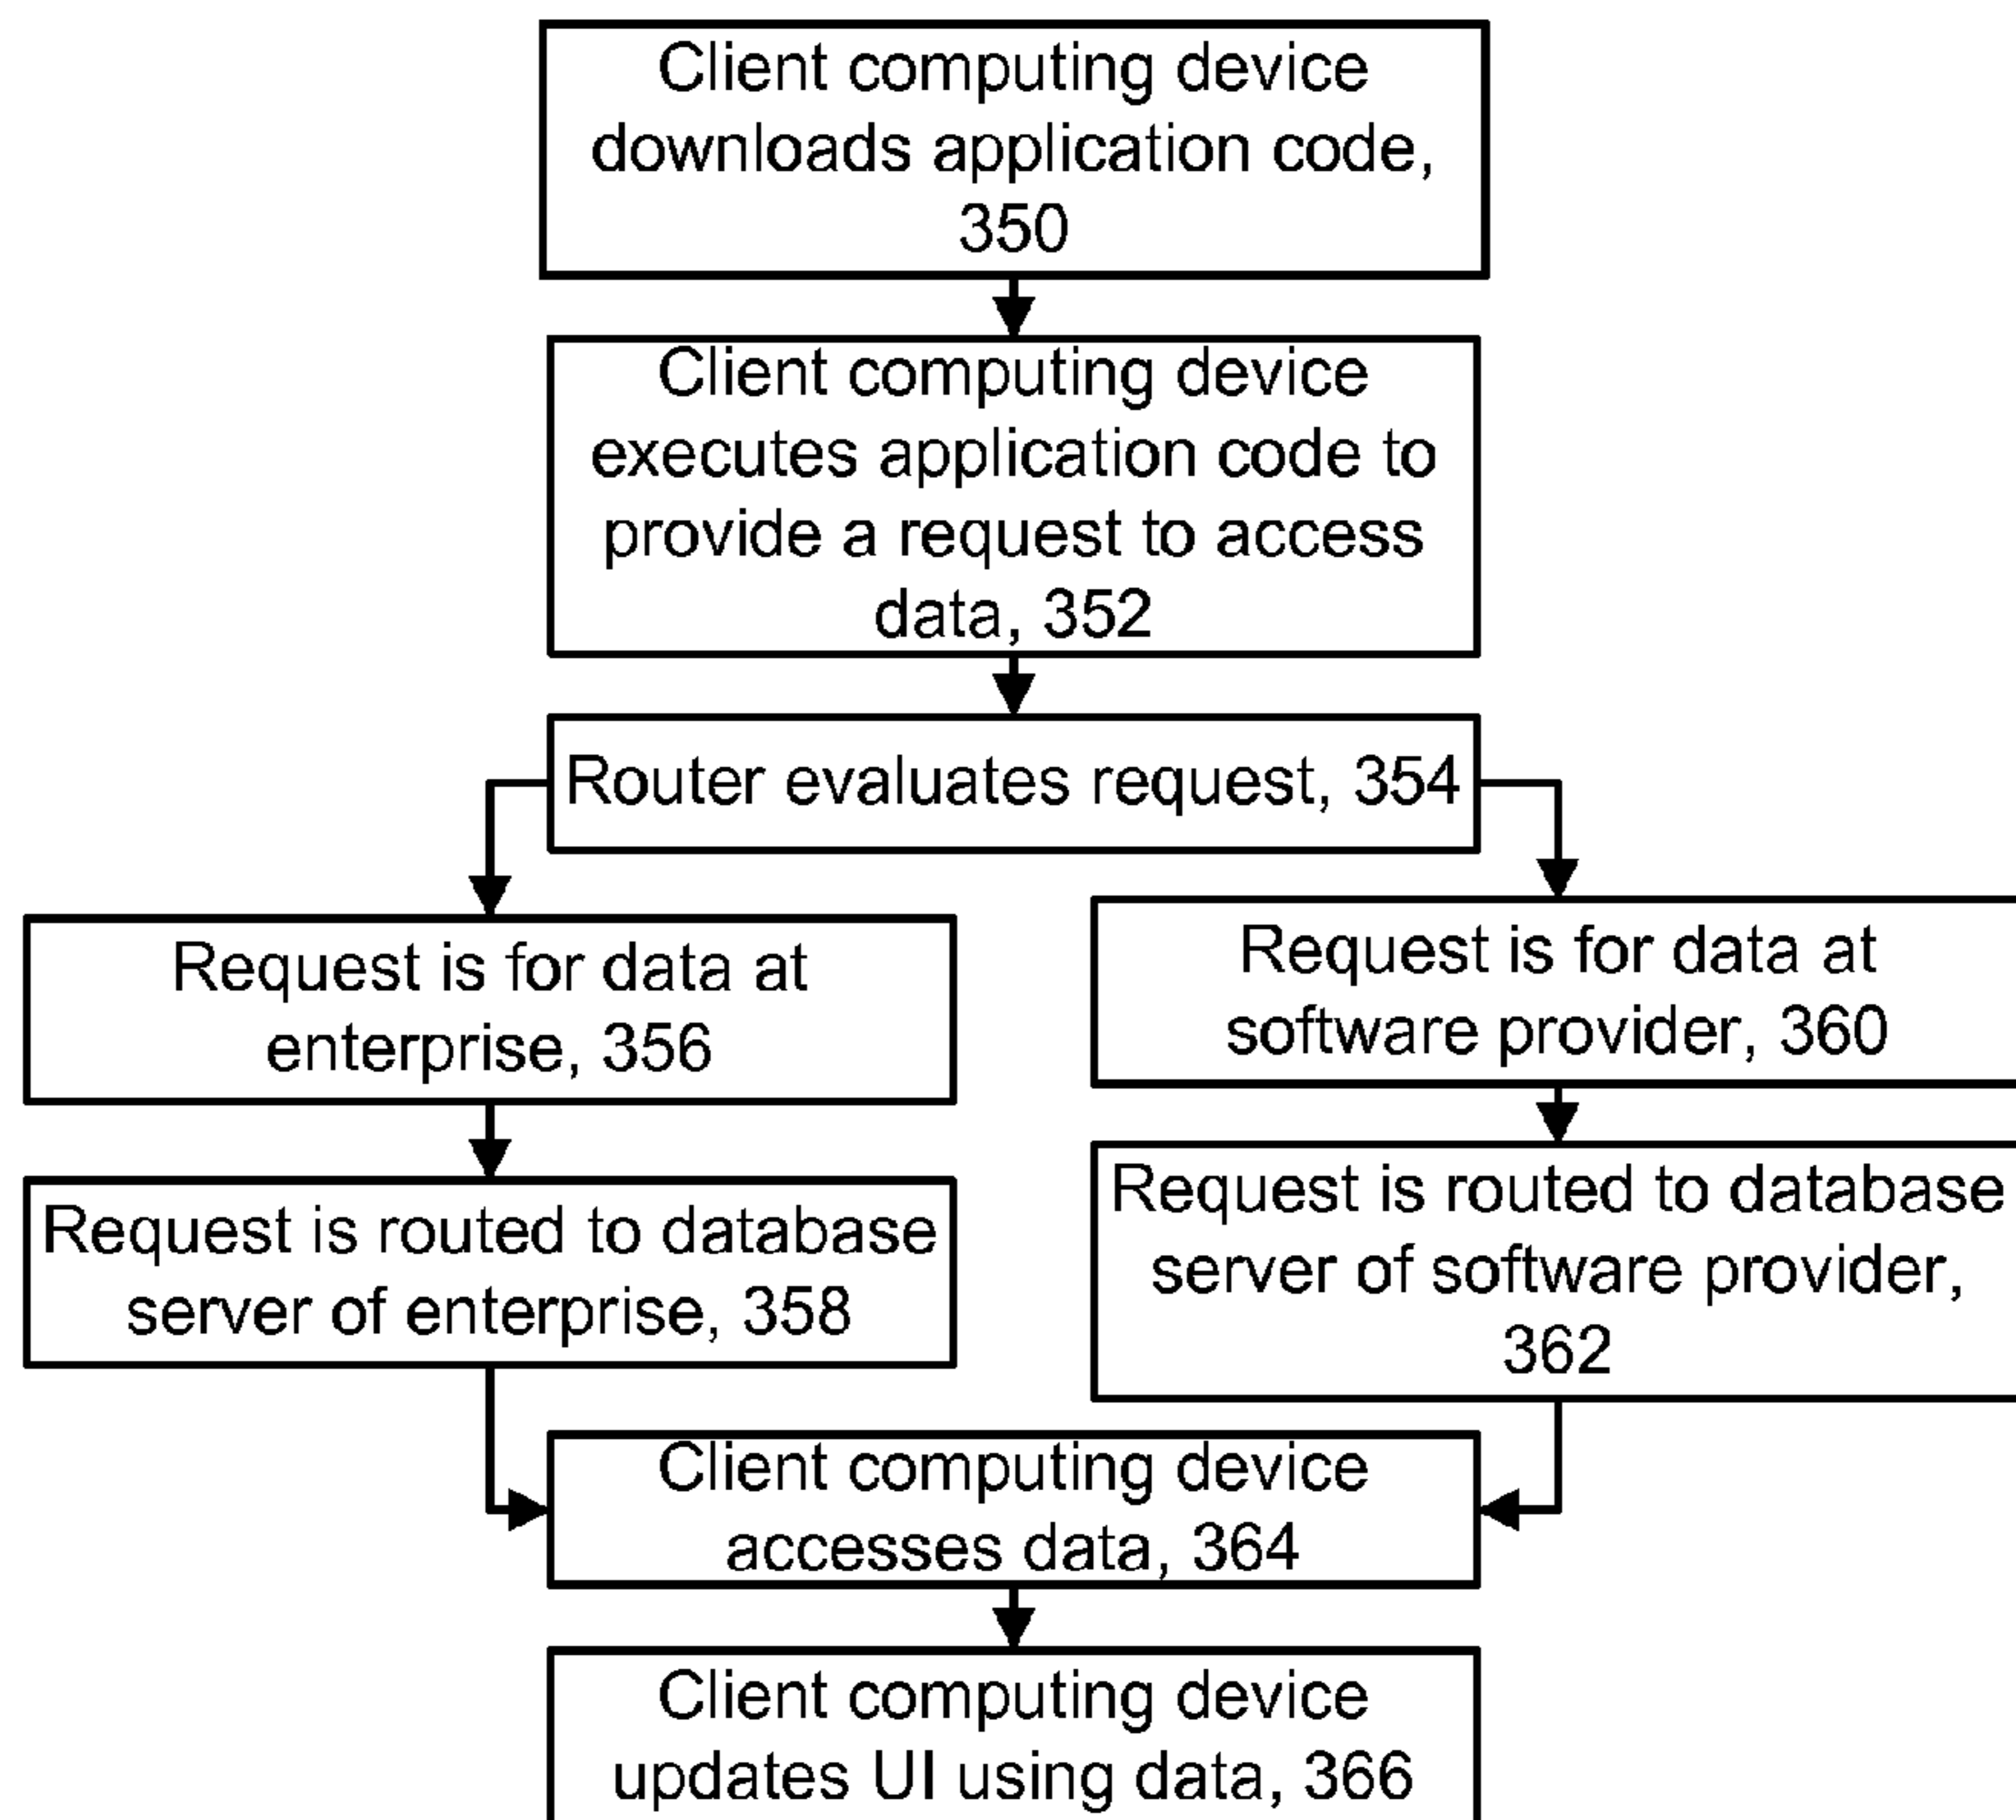 Client computing device
downloads application code,
350
Client computing device
executes application code to
provide a request to access
data, 352
Router evaluates request, 354
Request is for data at
enterprise, 356
Request is routed to database
server of enterprise, 358
Request is for data at
software provider, 360
Request is routed to database
server of software provider,
362
Client computing device
accesses data, 364
Client computing device
updates UI using data, 366